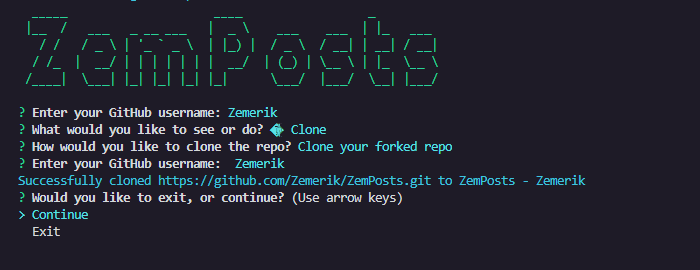 ZemPosts
? Enter your GitHub username: Zemerik
? What would you like to see or do? � Clone
? How would you like to clone the repo? Clone your forked repo
? Enter your GitHub username:  Zemerik
Successfully cloned https://github.com/Zemerik/ZemPosts.git to ZemPosts - Zemerik
? Would you like to exit, or continue? (Use arrow keys)
> Continue
  Exit